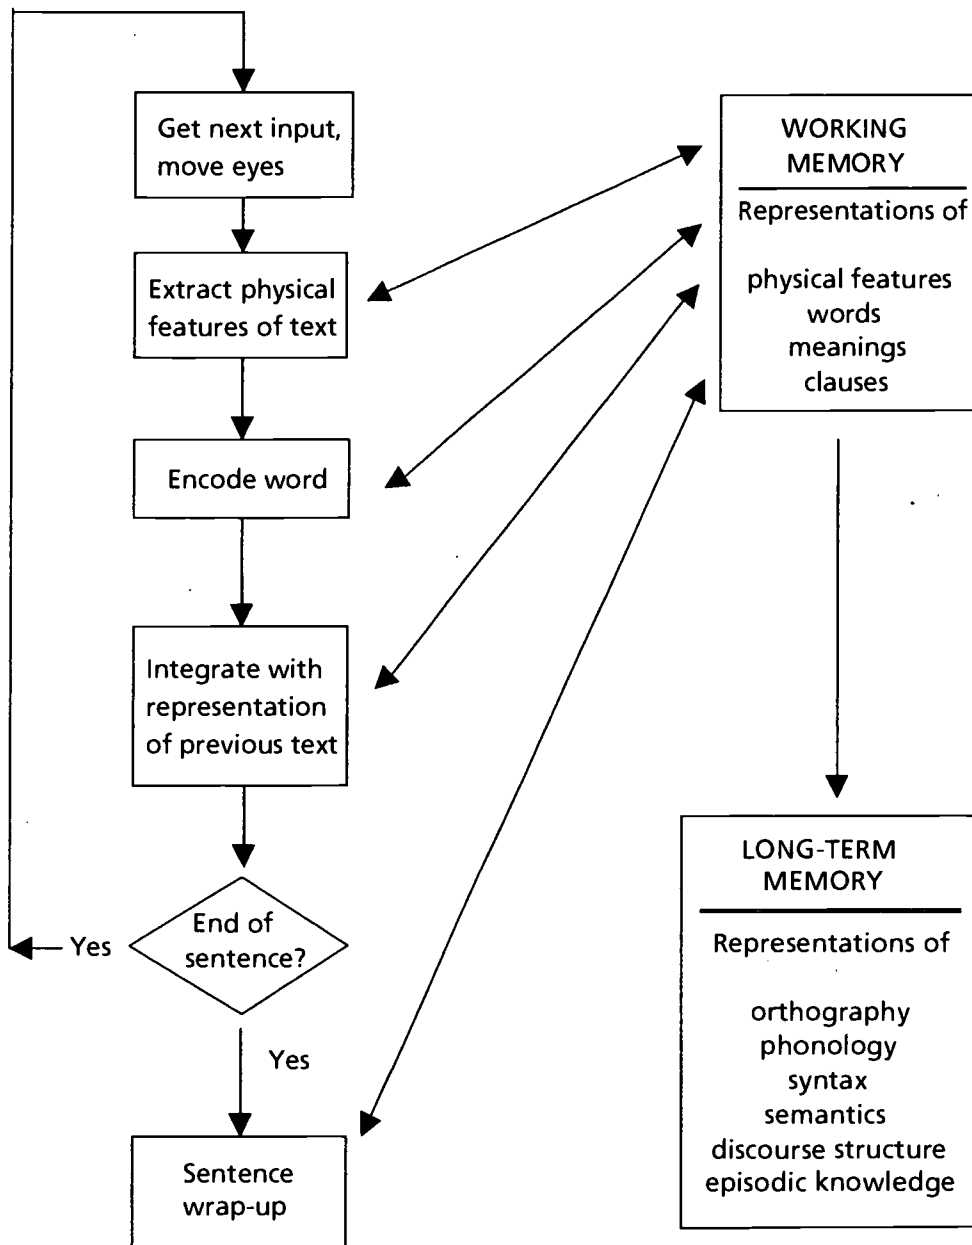 Get next input,
move eyes
Extract physical
features of text
Encode word
Integrate with
representation
of previous text
End of
sentence?
Yes
Yes
Sentence
wrap-up
WORKING
MEMORY
Representations of
physical features
words
meanings
clauses
LONG-TERM
MEMORY
Representations of
orthography
phonology
syntax
semantics
discourse structure
episodic knowledge